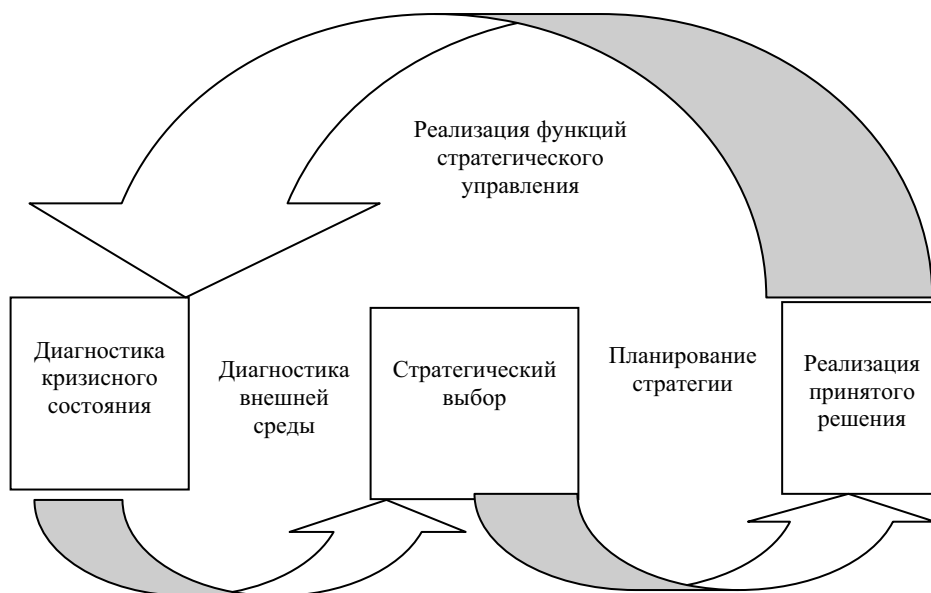 Реализация функций
стратегического
управления
Диагностика
кризисного
состояния
Диагностика
внешней
среды
Стратегический
выбор
Планирование
стратегии
Реализация
принятого
решения